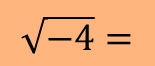 √−4 =